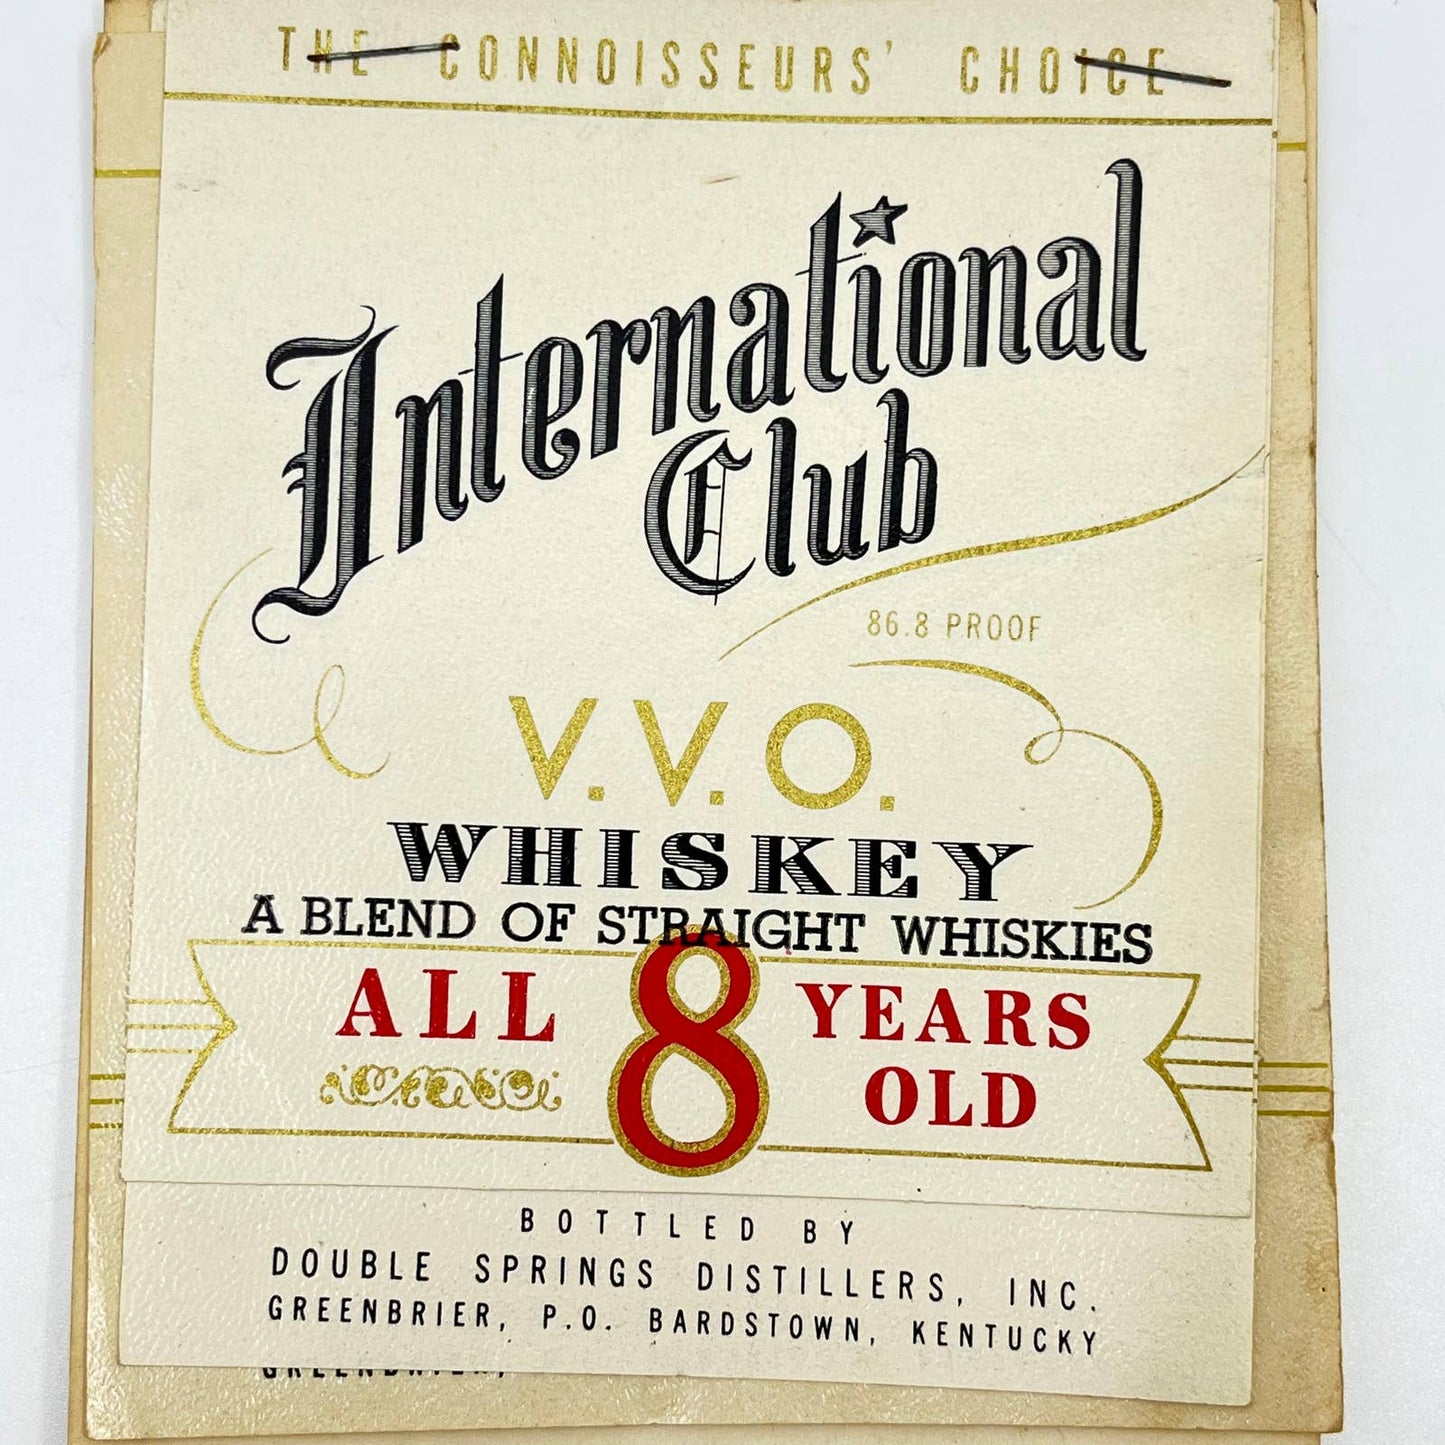 THE CONNOISSEURS' CHOICE
International
Club
86.8 PROOF
V.V.O.
WHISKEY
A BLEND OF STRAIGHT WHISKIES
ALL 8 YEARS
OLD
BOTTLED BY
DOUBLE SPRINGS DISTILLERS, INC.
GREENBRIER, P.O. BARDSTOWN, KENTUCKY
GREENBRIER,